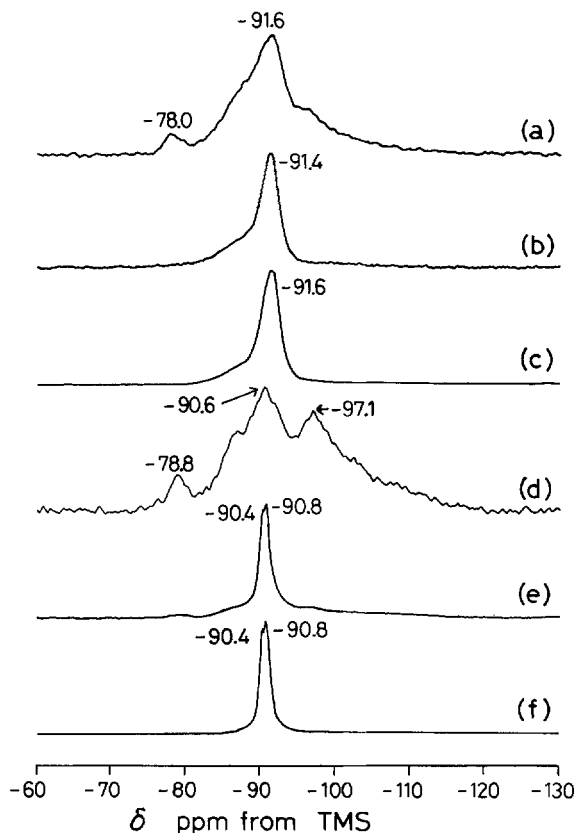 -91.6
-78.0
(a)
-91.4
(b)
-91.6
(c)
-90.6
-97.1
-78.8
(d)
-90.4 -90.8
(e)
-90.4 -90.8
(f)
-60 -70 -80 -90 -100 -110 -120 -130
δ ppm from TMS